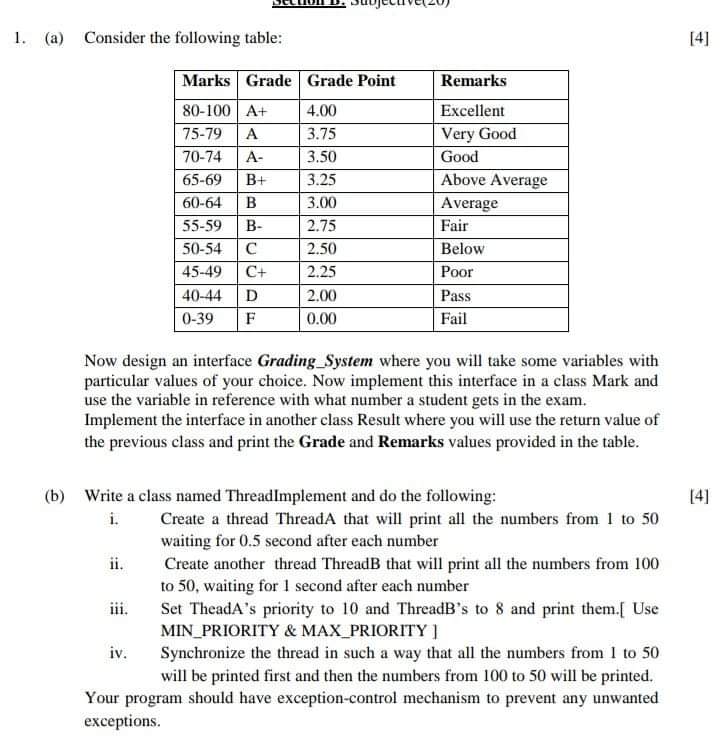 Section B: Subjective(20)
1. (a) Consider the following table: [4]
Marks Grade Grade Point Remarks
80-100 A+ 4.00 Excellent
75-79 A 3.75 Very Good
70-74 A- 3.50 Good
65-69 B+ 3.25 Above Average
60-64 B 3.00 Average
55-59 B- 2.75 Fair
50-54 C 2.50 Below
45-49 C+ 2.25 Poor
40-44 D 2.00 Pass
0-39 F 0.00 Fail
Now design an interface Grading_System where you will take some variables with
particular values of your choice. Now implement this interface in a class Mark and
use the variable in reference with what number a student gets in the exam.
Implement the interface in another class Result where you will use the return value of
the previous class and print the Grade and Remarks values provided in the table.
(b) Write a class named ThreadImplement and do the following: [4]
i. Create a thread ThreadA that will print all the numbers from 1 to 50
waiting for 0.5 second after each number
ii. Create another thread ThreadB that will print all the numbers from 100
to 50, waiting for 1 second after each number
iii. Set TheadA's priority to 10 and ThreadB's to 8 and print them.[ Use
MIN_PRIORITY & MAX_PRIORITY ]
iv. Synchronize the thread in such a way that all the numbers from 1 to 50
will be printed first and then the numbers from 100 to 50 will be printed.
Your program should have exception-control mechanism to prevent any unwanted
exceptions.